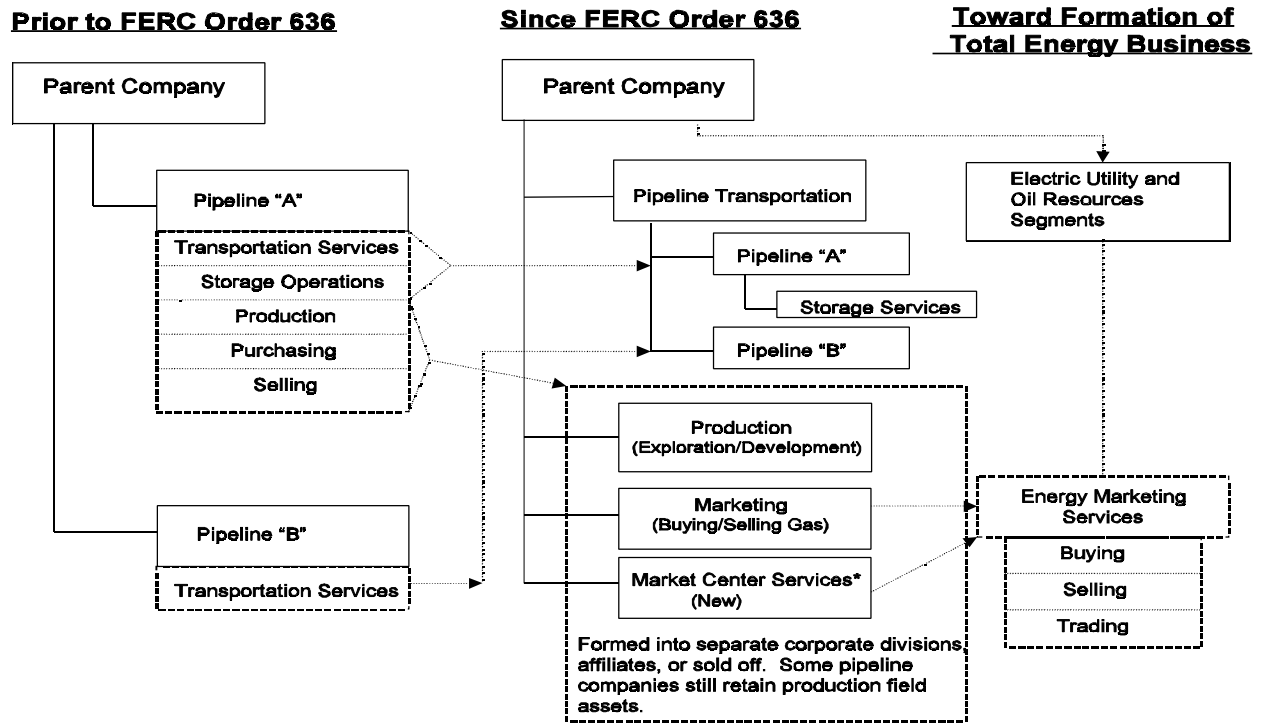 Prior to FERC Order 636
Parent Company
Pipeline “A”
Transportation Services
Storage Operations
Production
Purchasing
Selling
Pipeline “B”
Transportation Services
Since FERC Order 636
Parent Company
Pipeline Transportation
Pipeline “A”
Storage Services
Pipeline “B”
Production
(Exploration/Development)
Marketing
(Buying/Selling Gas)
Market Center Services*
(New)
Formed into separate corporate divisions,
affiliates, or sold off. Some pipeline
companies still retain production field
assets.
Toward Formation of
Total Energy Business
Electric Utility and
Oil Resources
Segments
Energy Marketing
Services
Buying
Selling
Trading